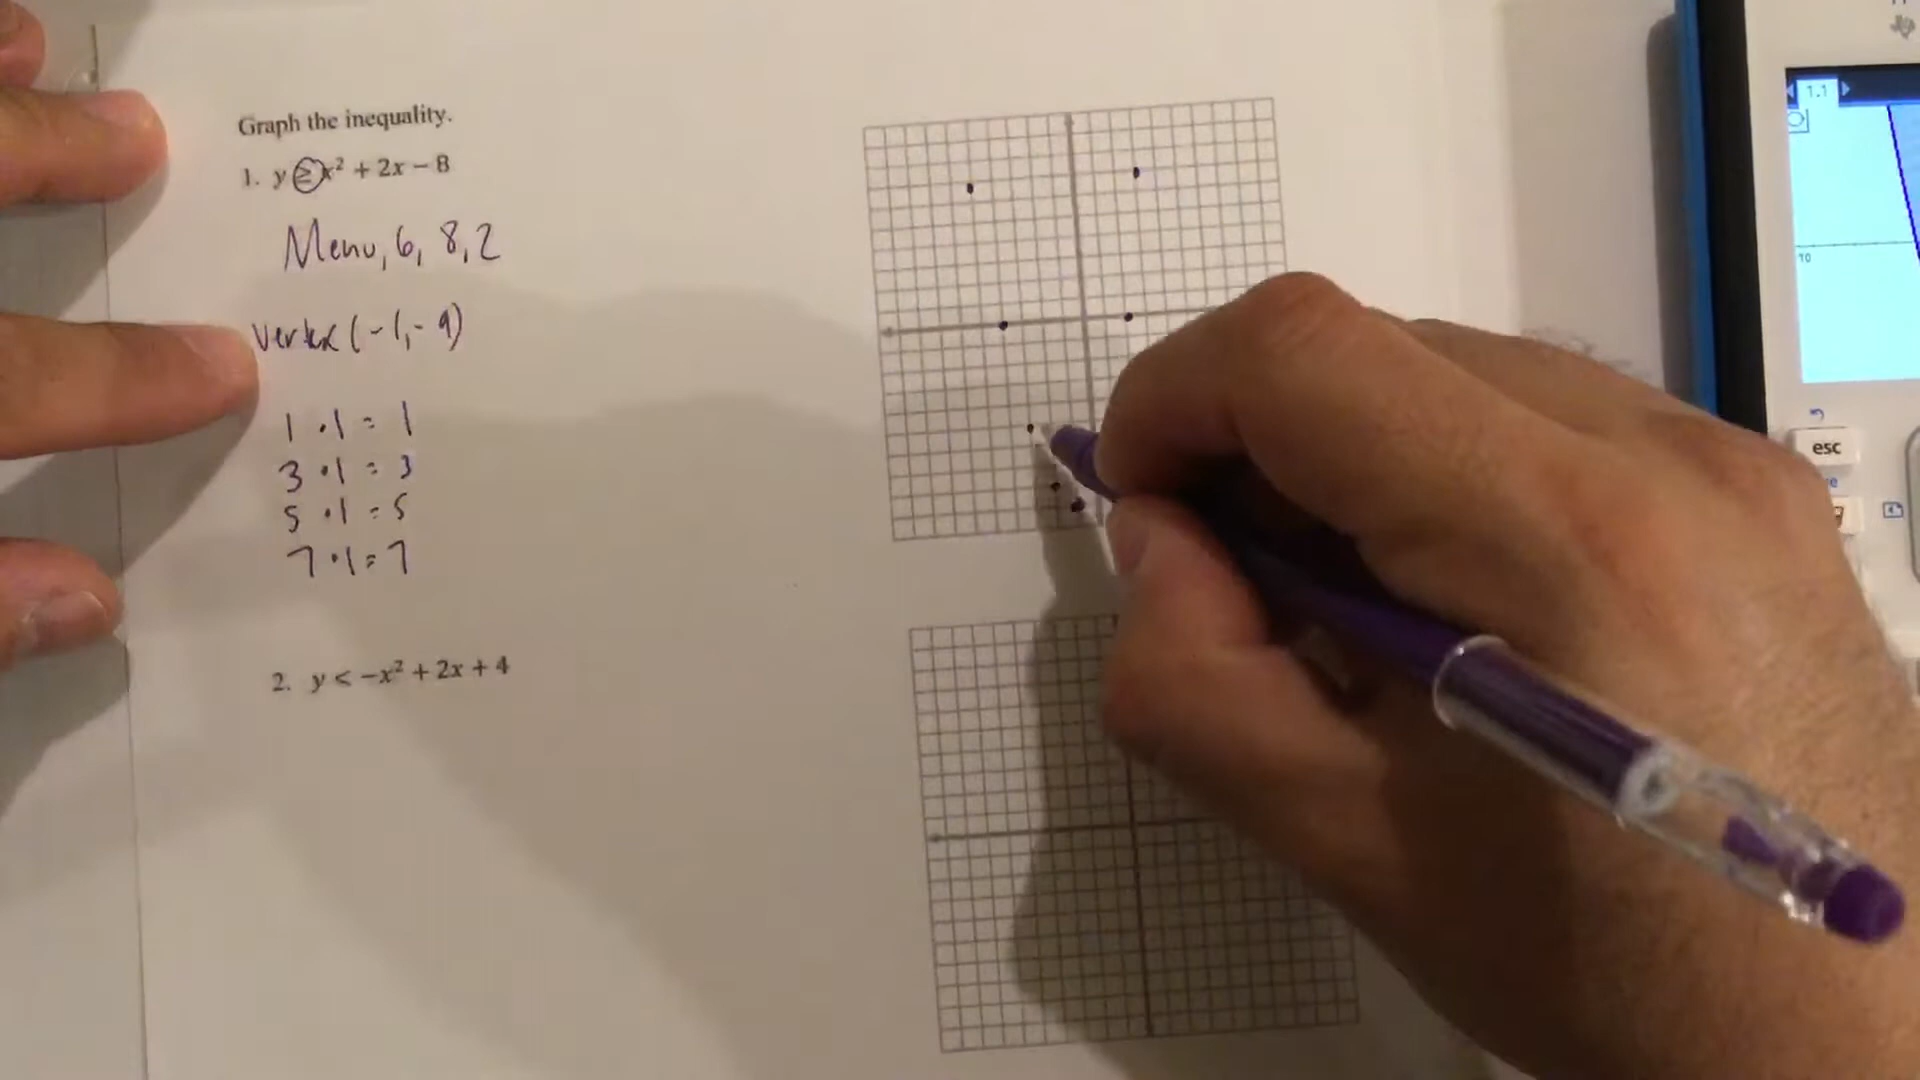 Graph the inequality.
1. y ≥ x² + 2x − 8
Menu, 6, 8, 2
vertex (-1, -9)
1 · 1 = 1
3 · 1 = 3
5 · 1 = 5
7 · 1 = 7
2. y < −x² + 2x + 4
1.1
10
esc